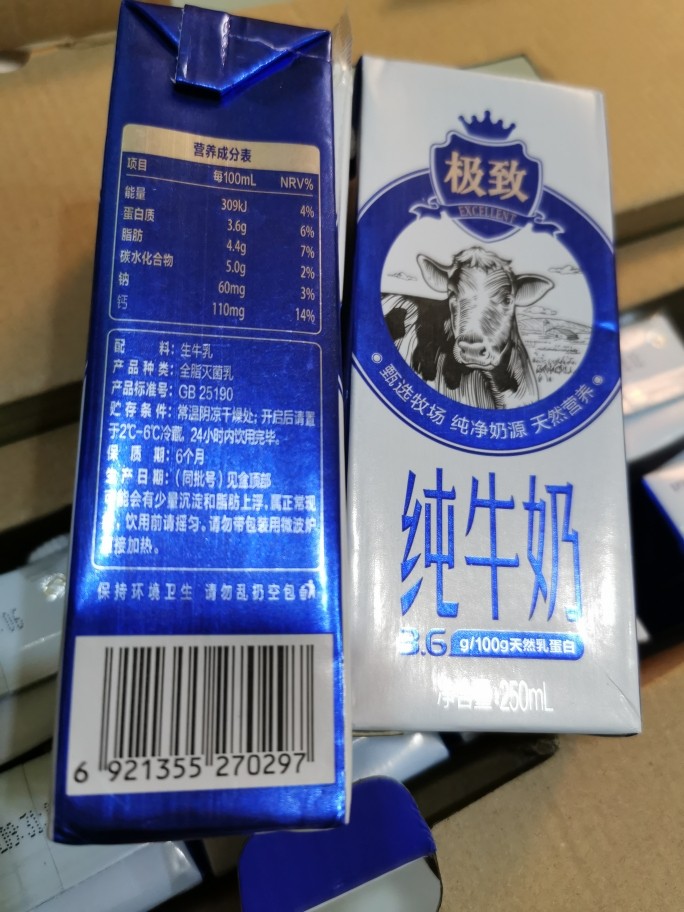 营养成分表
项目 每100mL NRV%
能量 309kJ 4%
蛋白质 3.6g 6%
脂肪 4.4g 7%
碳水化合物 5.0g 2%
钠 60mg 3%
钙 110mg 14%
配 料：生牛乳
产品种类：全脂灭菌乳
产品标准号：GB 25190
贮存条件：常温阴凉干燥处；开启后请置
于2℃-6℃冷藏，24小时内饮用完毕。
保 质 期：6个月
生产日期：（同批号）见盒顶部
可能会有少量沉淀和脂肪上浮，属正常现
，饮用前请摇匀。请勿带包装用微波炉
直接加热。
保持环境卫生 请勿乱扔空包
6 921355 270297
极致
EXCELLENT
甄选牧场 纯净奶源 天然营养
纯牛奶
3.6g/100g天然乳蛋白
净含量:250mL